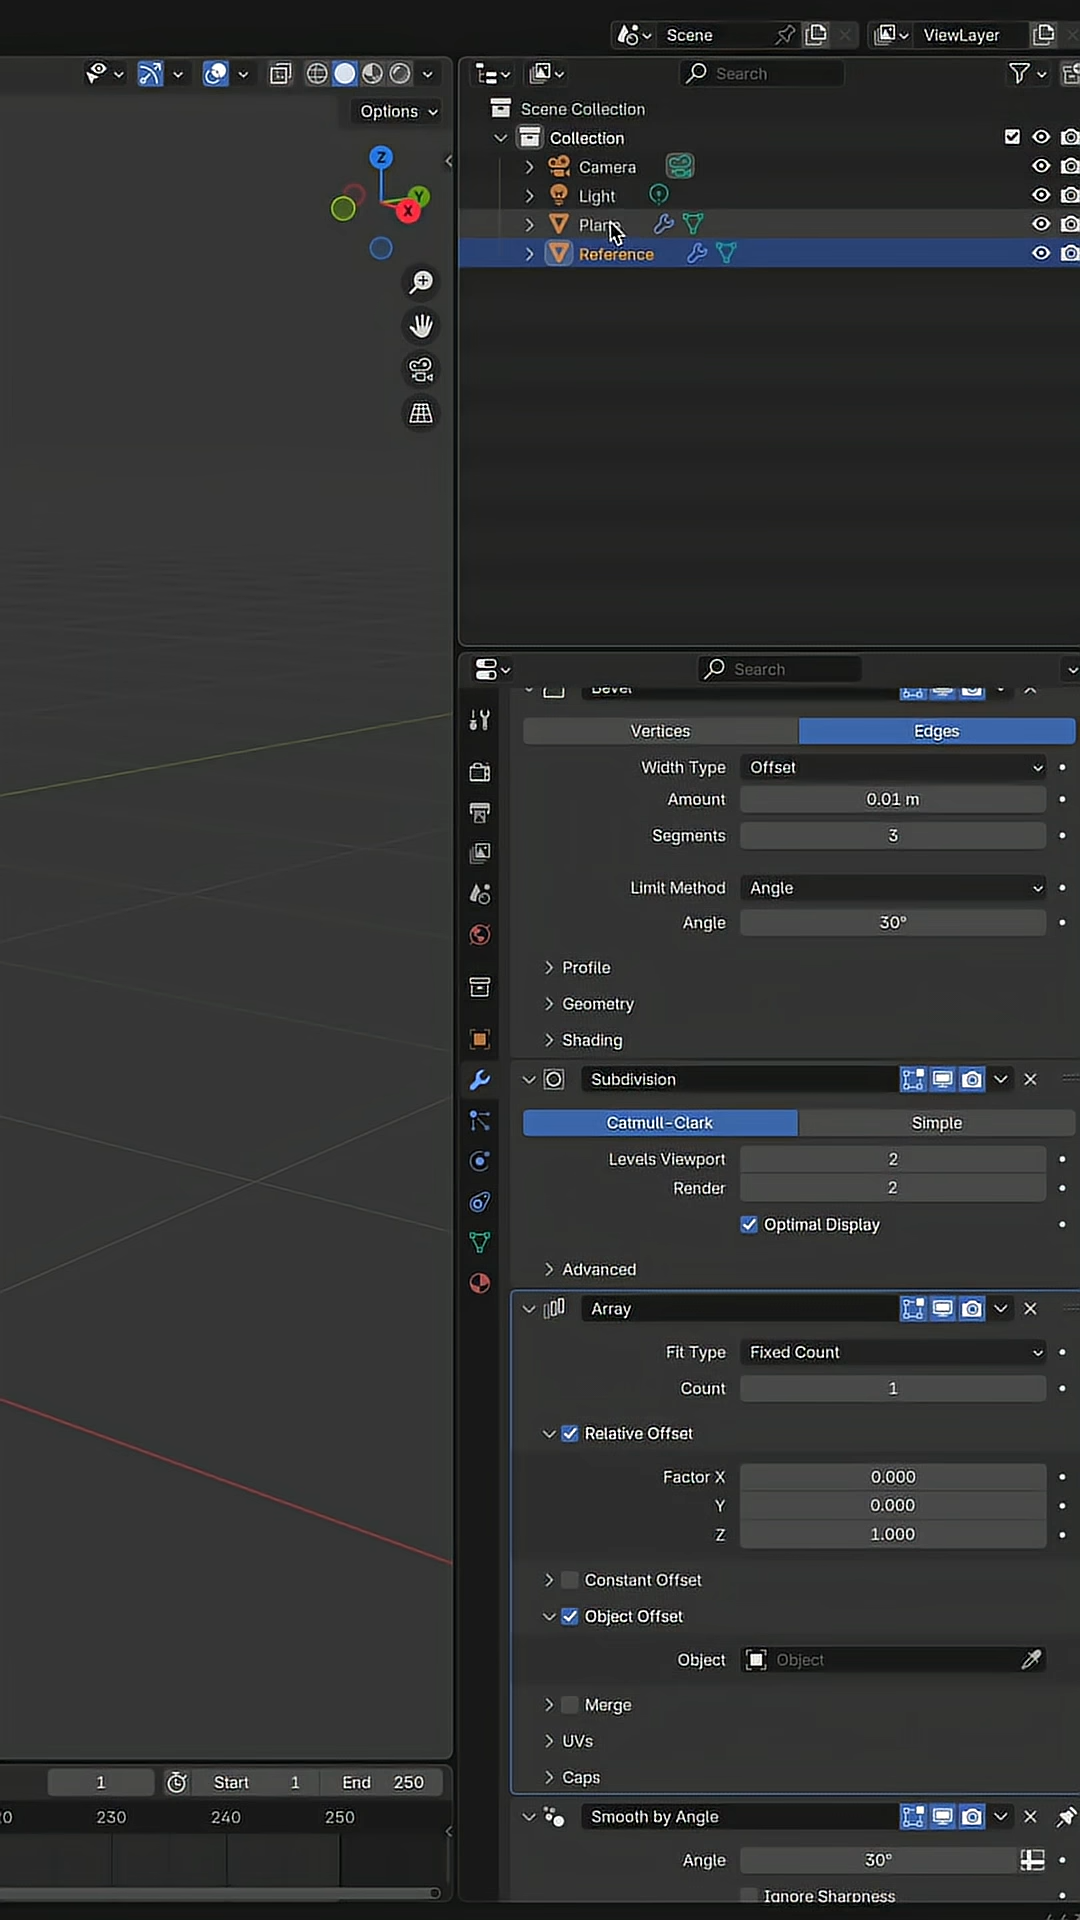 Scene
ViewLayer
Search
Options
Scene Collection
Collection
Camera
Light
Reference
Z
Y
X
Search
Bevel
Vertices
Edges
Width Type Offset
Amount 0.01 m
Segments 3
Limit Method Angle
Angle 30°
Profile
Geometry
Shading
Subdivision
Catmull-Clark
Simple
Levels Viewport 2
Render 2
Optimal Display
Advanced
Array
Fit Type Fixed Count
Count 1
Relative Offset
Factor X 0.000
Y 0.000
Z 1.000
Constant Offset
Object Offset
Object Object
Merge
UVs
Caps
1 Start 1 End 250
230 240 250
Smooth by Angle
Angle 30°
Ignore Sharpness